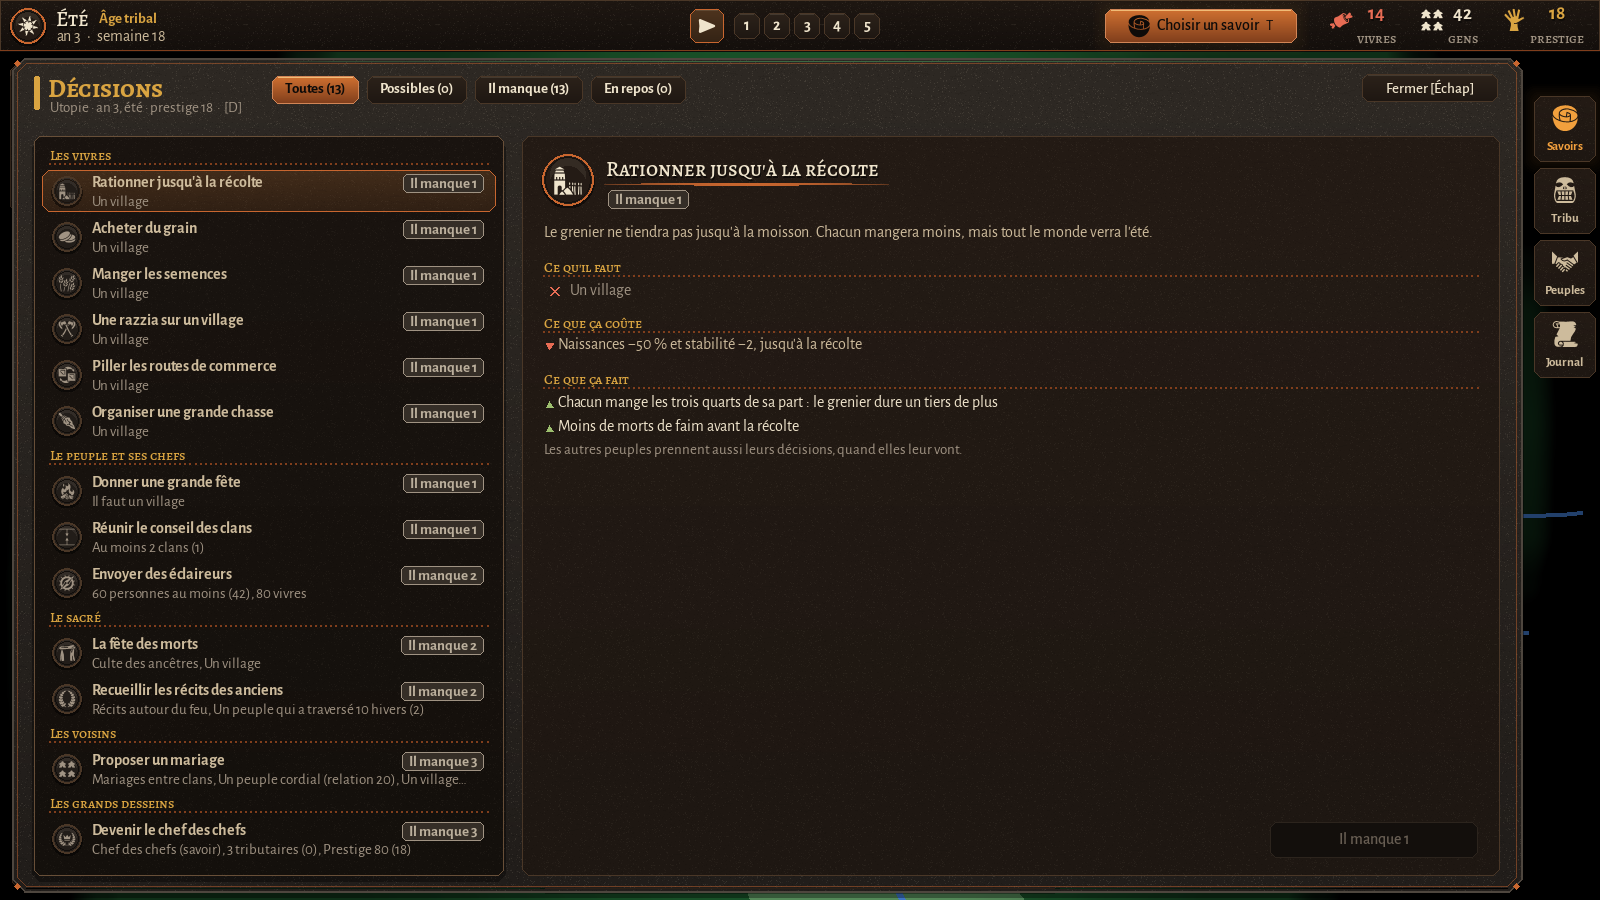 Été Âge tribal
an 3 · semaine 18
1 2 3 4 5
Choisir un savoir T
14
VIVRES
42
GENS
18
PRESTIGE
Décisions
Utopie · an 3, été · prestige 18 · [D]
Toutes (13)
Possibles (0)
Il manque (13)
En repos (0)
Fermer [Échap]
Les vivres
Rationner jusqu'à la récolte
Il manque 1
Un village
Acheter du grain
Il manque 1
Un village
Manger les semences
Il manque 1
Un village
Une razzia sur un village
Il manque 1
Un village
Piller les routes de commerce
Il manque 1
Un village
Organiser une grande chasse
Il manque 1
Un village
Le peuple et ses chefs
Donner une grande fête
Il manque 1
Il faut un village
Réunir le conseil des clans
Il manque 1
Au moins 2 clans (1)
Envoyer des éclaireurs
Il manque 2
60 personnes au moins (42), 80 vivres
Le sacré
La fête des morts
Il manque 2
Culte des ancêtres, Un village
Recueillir les récits des anciens
Il manque 2
Récits autour du feu, Un peuple qui a traversé 10 hivers (2)
Les voisins
Proposer un mariage
Il manque 3
Mariages entre clans, Un peuple cordial (relation 20), Un village...
Les grands desseins
Devenir le chef des chefs
Il manque 3
Chef des chefs (savoir), 3 tributaires (0), Prestige 80 (18)
Rationner jusqu'à la récolte
Il manque 1
Le grenier ne tiendra pas jusqu'à la moisson. Chacun mangera moins, mais tout le monde verra l'été.
Ce qu'il faut
Un village
Ce que ça coûte
Naissances −50 % et stabilité −2, jusqu'à la récolte
Ce que ça fait
Chacun mange les trois quarts de sa part : le grenier dure un tiers de plus
Moins de morts de faim avant la récolte
Les autres peuples prennent aussi leurs décisions, quand elles leur vont.
Il manque 1
Savoirs
Tribu
Peuples
Journal